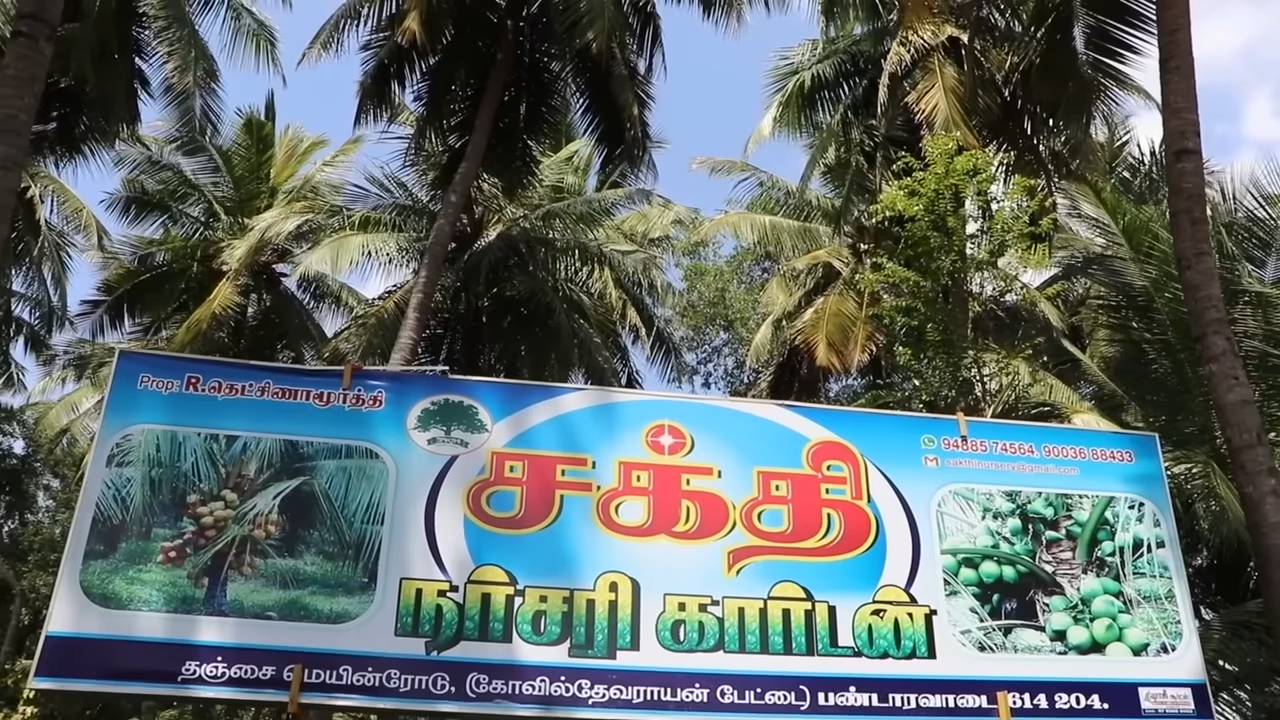 Prop: R.தெட்சிணாமூர்த்தி
சக்தி
நர்சரி கார்டன்
94885 74564, 90036 88433
sakthinursery@gmail.com
தஞ்சை மெயின்ரோடு, (கோவில்தேவராயன் பேட்டை) பண்டாரவாடை 614 204.